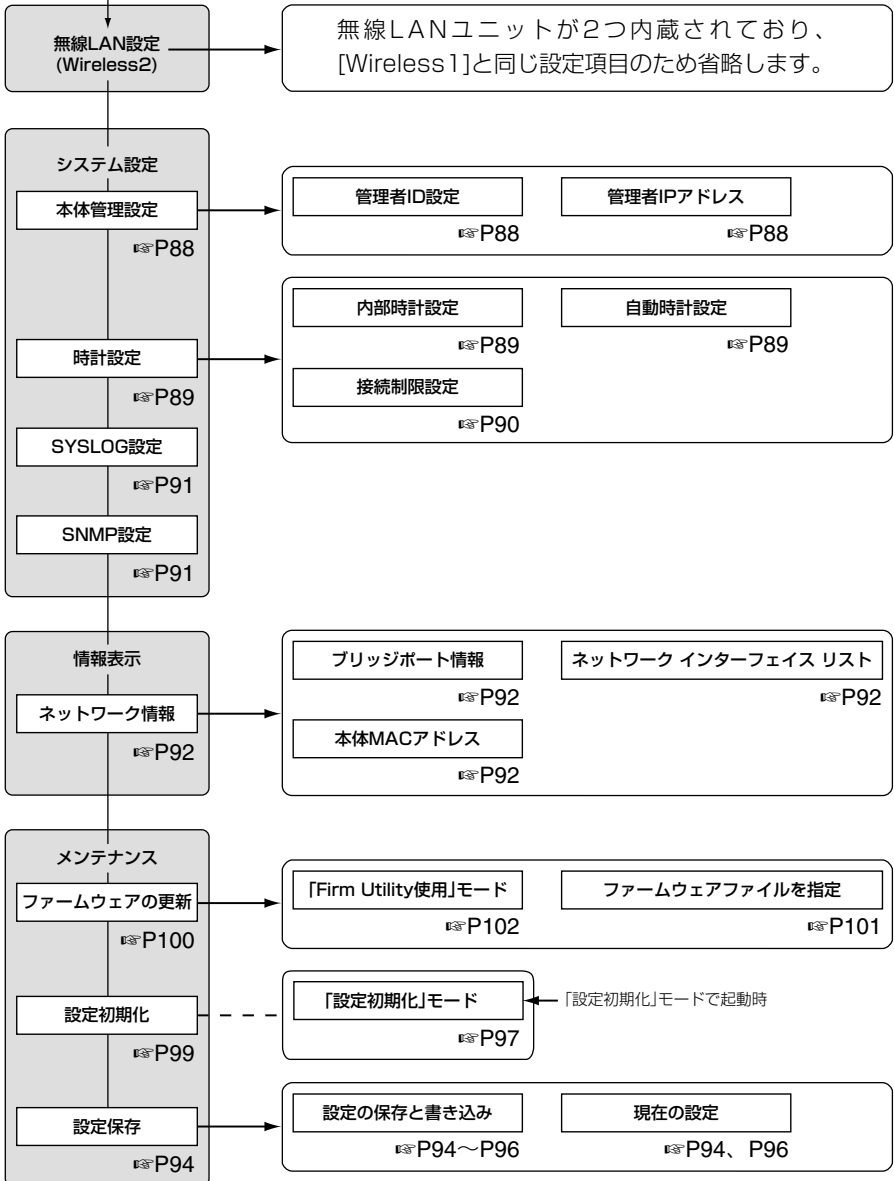 無線LAN設定
(Wireless2)
無線LANユニットが2つ内蔵されており、
[Wireless1]と同じ設定項目のため省略します。
システム設定
本体管理設定
☞P88
管理者ID設定
☞P88
管理者IPアドレス
☞P88
時計設定
☞P89
内部時計設定
☞P89
自動時計設定
☞P89
接続制限設定
☞P90
SYSLOG設定
☞P91
SNMP設定
☞P91
情報表示
ネットワーク情報
☞P92
ブリッジポート情報
☞P92
ネットワーク インターフェイス リスト
☞P92
本体MACアドレス
☞P92
メンテナンス
ファームウェアの更新
☞P100
「Firm Utility使用」モード
☞P102
ファームウェアファイルを指定
☞P101
設定初期化
☞P99
「設定初期化」モード
☞P97
「設定初期化」モードで起動時
設定保存
☞P94
設定の保存と書き込み
☞P94〜P96
現在の設定
☞P94、P96